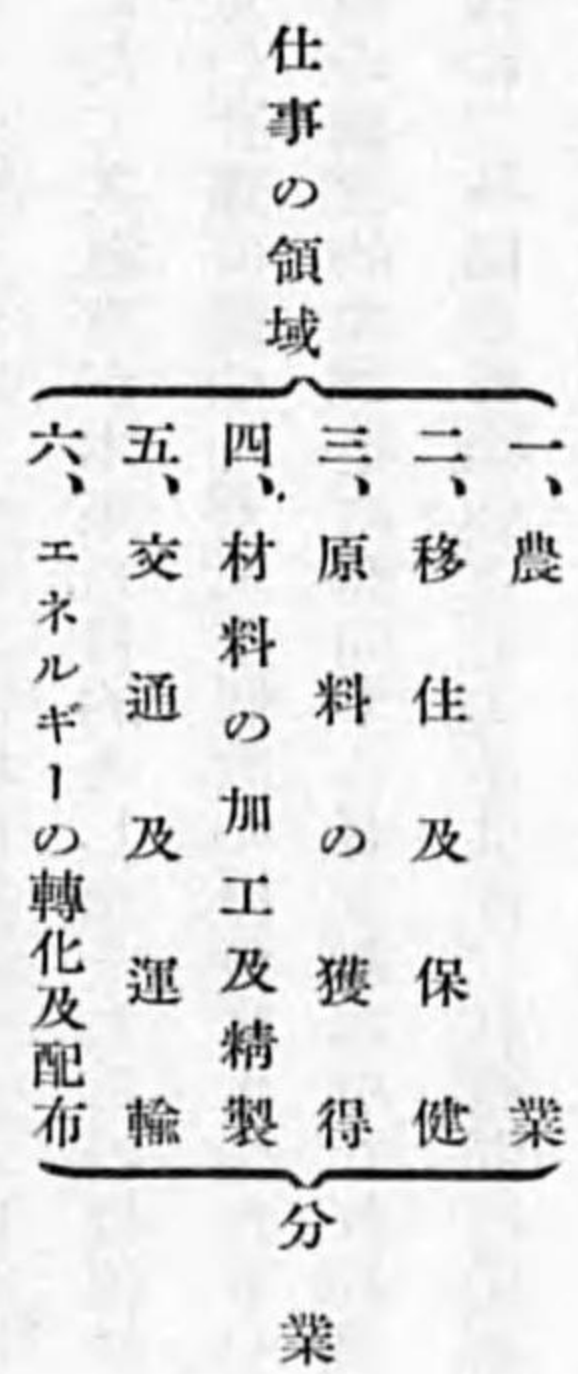 仕事の領域
一、農業
二、移住及保健
三、原料の獲得
四、材料の加工及精製
五、交通及運輸
六、エネルギーの轉化及配布
分業